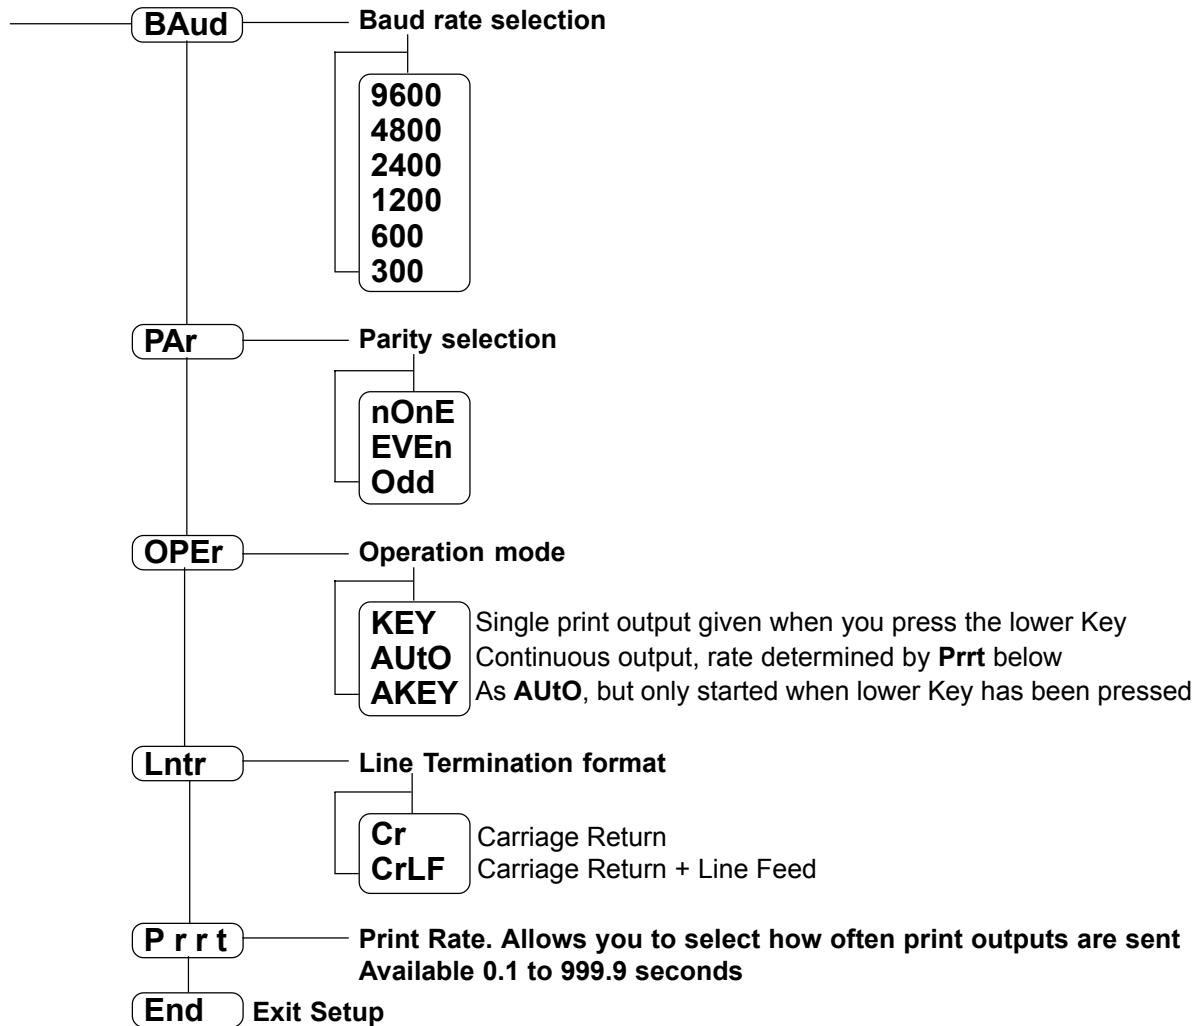 BAud Baud rate selection
9600
4800
2400
1200
600
300
PAr Parity selection
nOnE
EVEn
Odd
OPEr Operation mode
KEY Single print output given when you press the lower Key
AUtO Continuous output, rate determined by Prrt below
AKEY As AUtO, but only started when lower Key has been pressed
Lntr Line Termination format
Cr Carriage Return
CrLF Carriage Return + Line Feed
P r r t Print Rate. Allows you to select how often print outputs are sent
Available 0.1 to 999.9 seconds
End Exit Setup